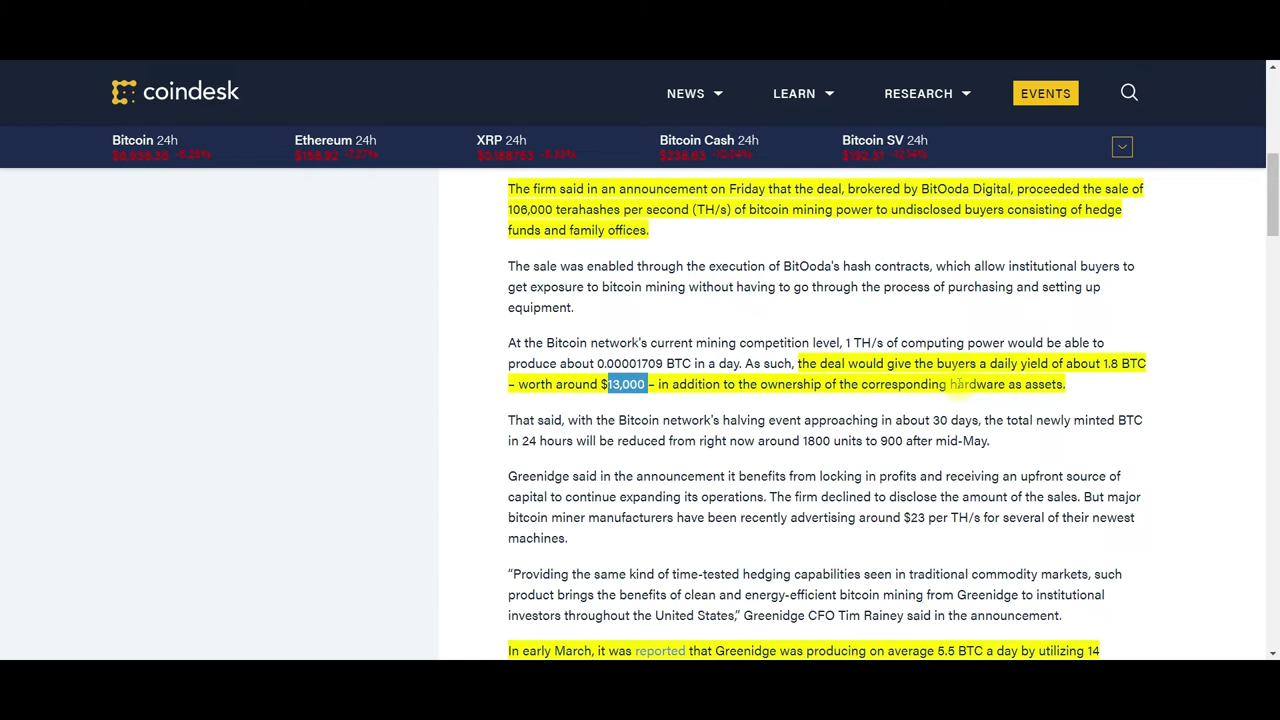 coindesk
NEWS
LEARN
RESEARCH
EVENTS
Bitcoin 24h
Ethereum 24h
XRP 24h
Bitcoin Cash 24h
Bitcoin SV 24h
The firm said in an announcement on Friday that the deal, brokered by BitOoda Digital, proceeded the sale of
106,000 terahashes per second (TH/s) of bitcoin mining power to undisclosed buyers consisting of hedge
funds and family offices.
The sale was enabled through the execution of BitOoda's hash contracts, which allow institutional buyers to
get exposure to bitcoin mining without having to go through the process of purchasing and setting up
equipment.
At the Bitcoin network's current mining competition level, 1 TH/s of computing power would be able to
produce about 0.00001709 BTC in a day. As such, the deal would give the buyers a daily yield of about 1.8 BTC
– worth around $13,000 – in addition to the ownership of the corresponding hardware as assets.
That said, with the Bitcoin network's halving event approaching in about 30 days, the total newly minted BTC
in 24 hours will be reduced from right now around 1800 units to 900 after mid-May.
Greenidge said in the announcement it benefits from locking in profits and receiving an upfront source of
capital to continue expanding its operations. The firm declined to disclose the amount of the sales. But major
bitcoin miner manufacturers have been recently advertising around $23 per TH/s for several of their newest
machines.
“Providing the same kind of time-tested hedging capabilities seen in traditional commodity markets, such
product brings the benefits of clean and energy-efficient bitcoin mining from Greenidge to institutional
investors throughout the United States,” Greenidge CFO Tim Rainey said in the announcement.
In early March, it was reported that Greenidge was producing on average 5.5 BTC a day by utilizing 14